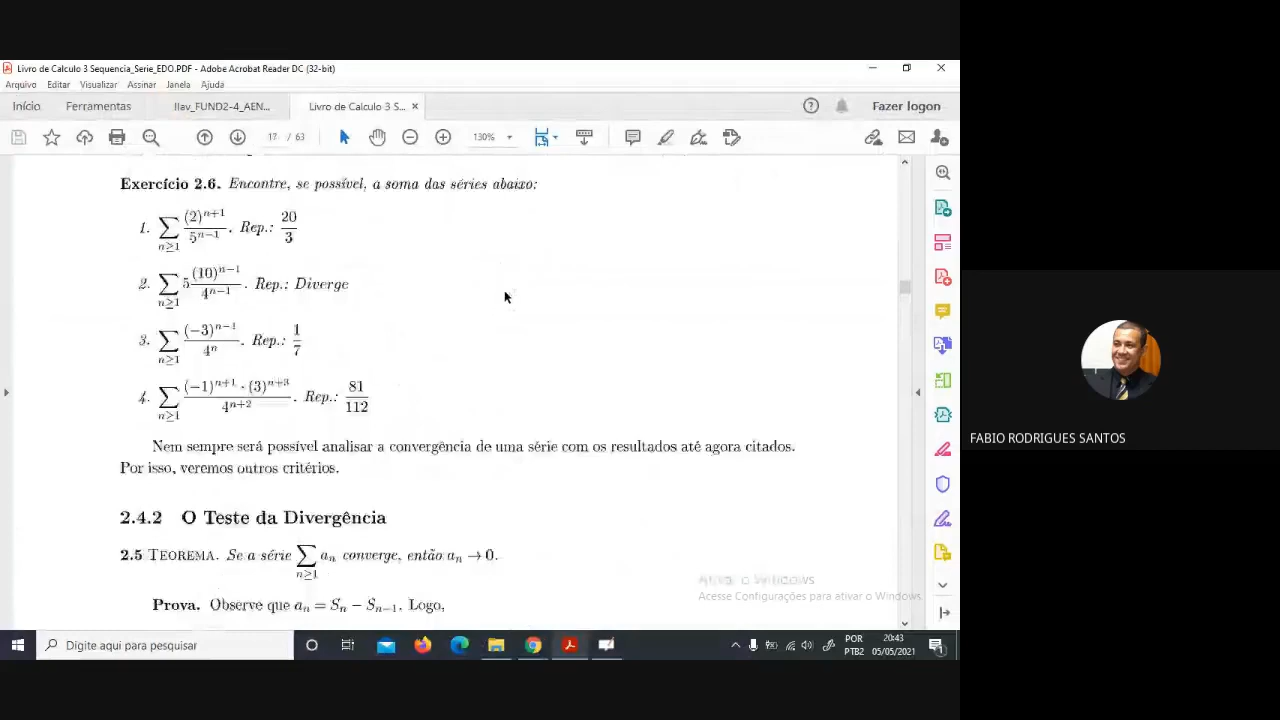 Livro de Calculo 3 Sequencia_Serie_EDO.PDF - Adobe Acrobat Reader DC (32-bit)
Arquivo Editar Visualizar Assinar Janela Ajuda
Início Ferramentas IIav_FUND2-4_AEN... Livro de Calculo 3 S... × Fazer logon
17 / 63 130%
Exercício 2.6. Encontre, se possível, a soma das séries abaixo:
1. ∑_{n≥1} (2)^{n+1}/5^{n−1}. Rep.: 20/3
2. ∑_{n≥1} 5 (10)^{n−1}/4^{n−1}. Rep.: Diverge
3. ∑_{n≥1} (−3)^{n−1}/4^{n}. Rep.: 1/7
4. ∑_{n≥1} (−1)^{n+1} · (3)^{n+3}/4^{n+2}. Rep.: 81/112
Nem sempre será possível analisar a convergência de uma série com os resultados até agora citados.
Por isso, veremos outros critérios.
2.4.2 O Teste da Divergência
2.5 TEOREMA. Se a série ∑_{n≥1} a_n converge, então a_n → 0.
Prova. Observe que a_n = S_n − S_{n−1}. Logo,
Ativar o Windows
Acesse Configurações para ativar o Windows.
Digite aqui para pesquisar
POR
PTB2
20:43
05/05/2021
1
FABIO RODRIGUES SANTOS